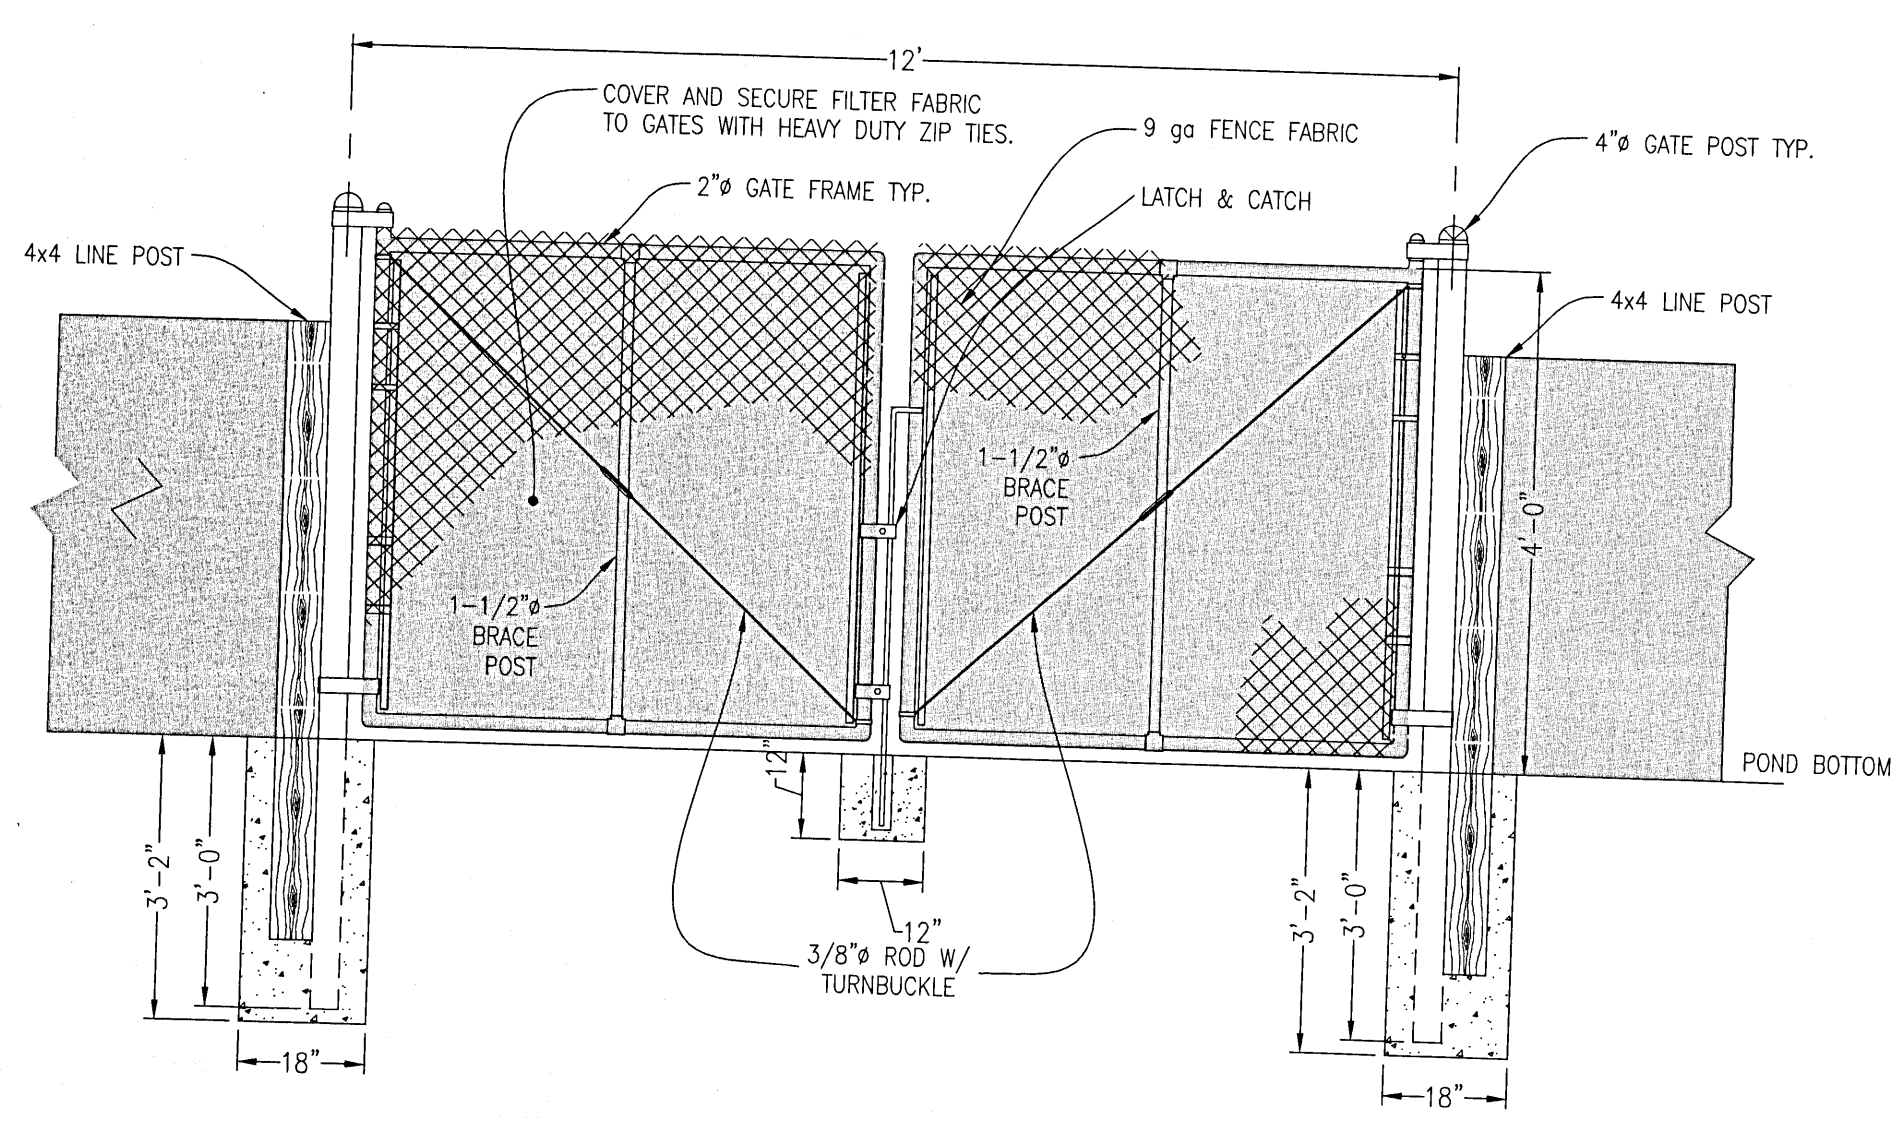 12'
COVER AND SECURE FILTER FABRIC
TO GATES WITH HEAVY DUTY ZIP TIES.
9 ga FENCE FABRIC
4"ø GATE POST TYP.
2"ø GATE FRAME TYP.
LATCH & CATCH
4x4 LINE POST
4x4 LINE POST
1-1/2"ø
BRACE
POST
4'-0"
1-1/2"ø
BRACE
POST
POND BOTTOM
12"
3'-2"
3'-0"
3'-2"
3'-0"
12"
3/8"ø ROD W/
TURNBUCKLE
18"
18"